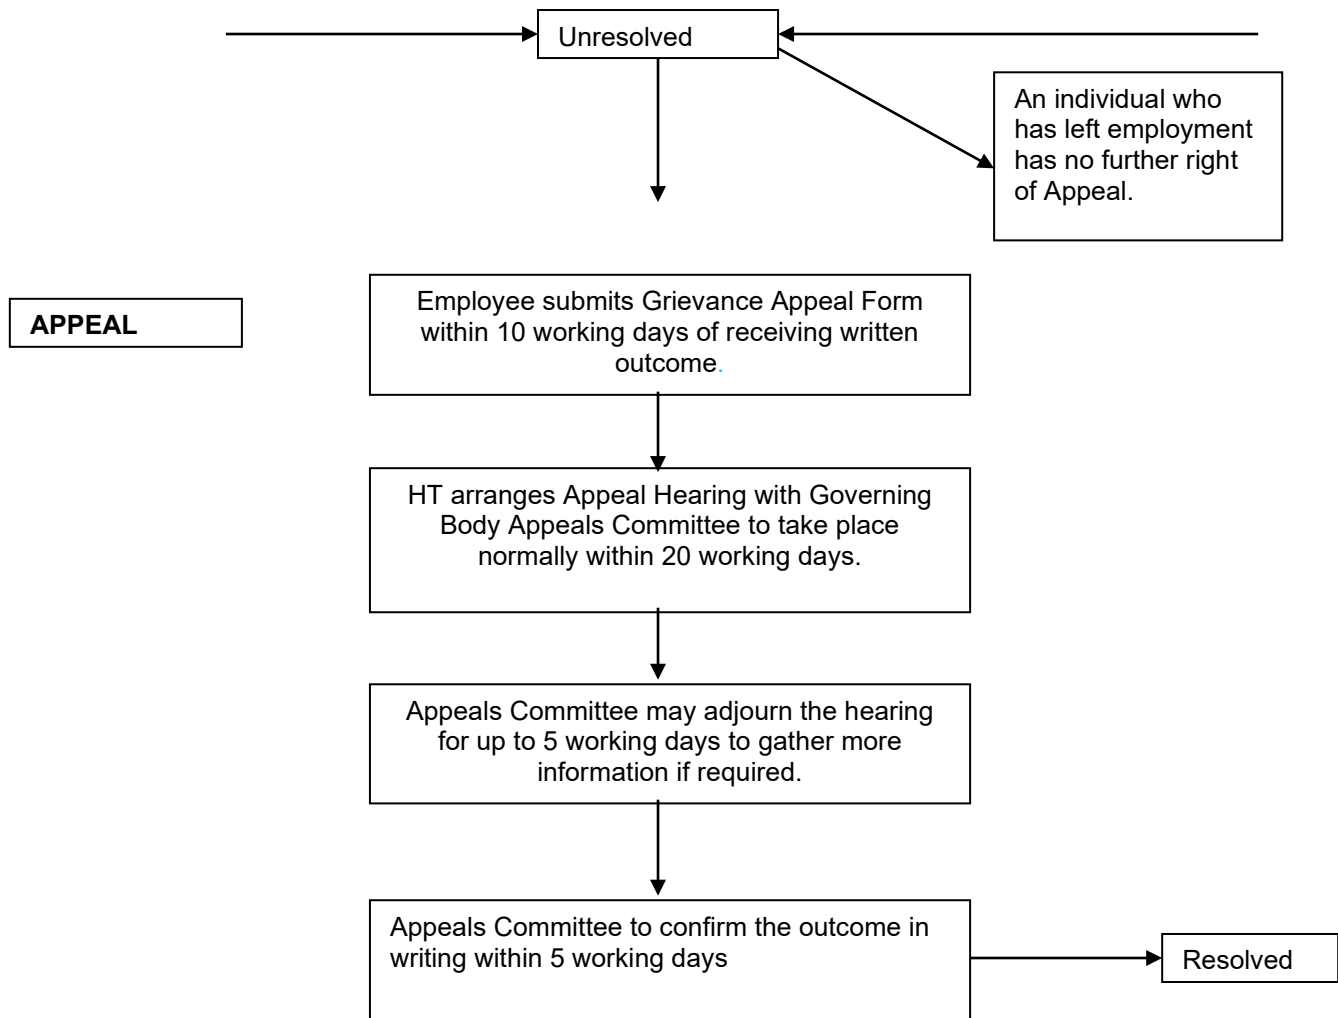 Unresolved
An individual who
has left employment
has no further right
of Appeal.
APPEAL
Employee submits Grievance Appeal Form
within 10 working days of receiving written
outcome.
HT arranges Appeal Hearing with Governing
Body Appeals Committee to take place
normally within 20 working days.
Appeals Committee may adjourn the hearing
for up to 5 working days to gather more
information if required.
Appeals Committee to confirm the outcome in
writing within 5 working days
Resolved